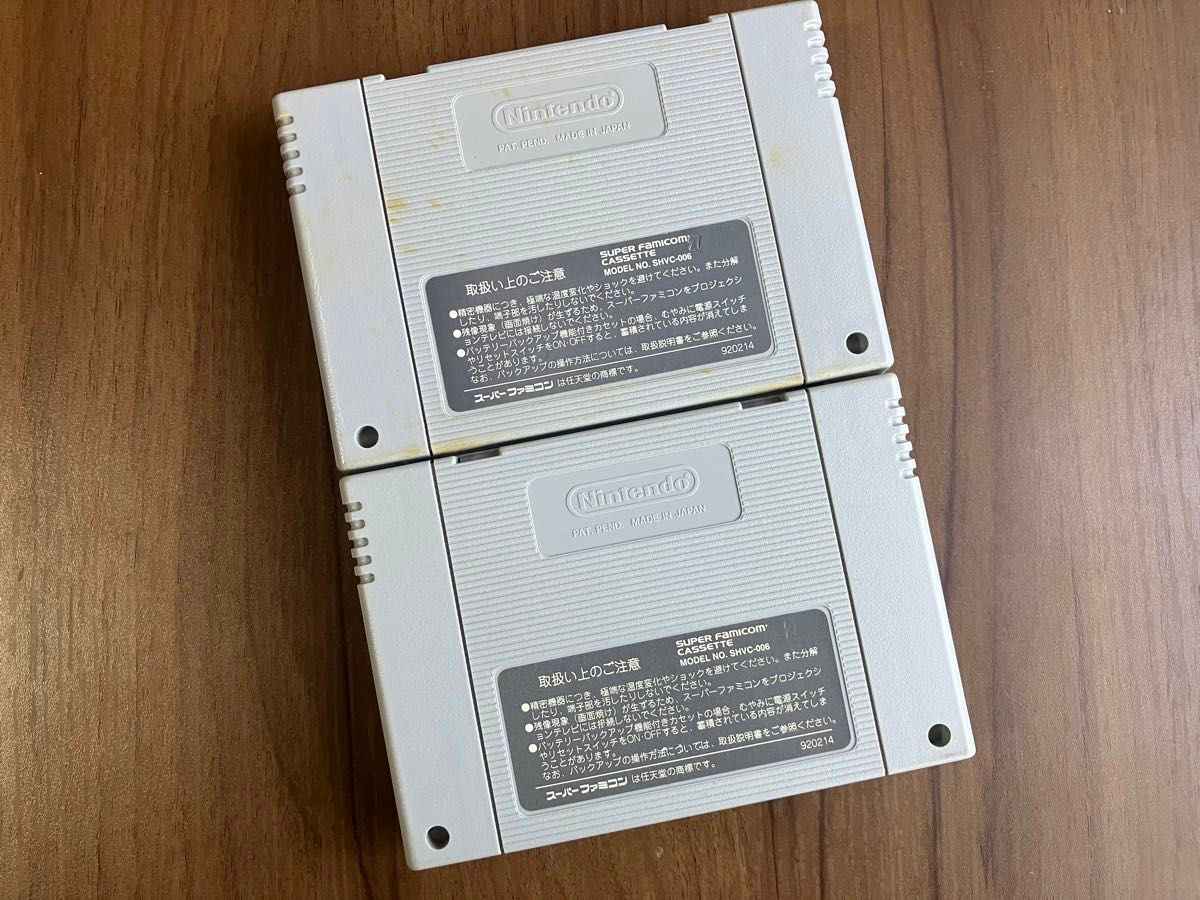 Nintendo
PAT. PEND. MADE IN JAPAN
取扱い上のご注意
SUPER FAMICOM
CASSETTE
MODEL NO. SHVC-006
●精密機器につき、極端な温度変化やショックを避けてください。また分解
したり、端子部を汚したりしないでください。
●残像現象（画面焼け）が生ずるため、スーパーファミコンをプロジェクシ
ョンテレビには接続しないでください。
●バッテリーバックアップ機能付きカセットの場合、むやみに電源スイッチ
やリセットスイッチをON・OFFすると、蓄積されている内容が消えてしま
うことがあります。
なお、バックアップの操作方法については、取扱説明書をご参照ください。
スーパーファミコン は任天堂の商標です。
920214
Nintendo
PAT. PEND. MADE IN JAPAN
取扱い上のご注意
SUPER FAMICOM
CASSETTE
MODEL NO. SHVC-006
●精密機器につき、極端な温度変化やショックを避けてください。また分解
したり、端子部を汚したりしないでください。
●残像現象（画面焼け）が生ずるため、スーパーファミコンをプロジェクシ
ョンテレビには接続しないでください。
●バッテリーバックアップ機能付きカセットの場合、むやみに電源スイッチ
やリセットスイッチをON・OFFすると、蓄積されている内容が消えてしま
うことがあります。
なお、バックアップの操作方法については、取扱説明書をご参照ください。
スーパーファミコン は任天堂の商標です。
920214